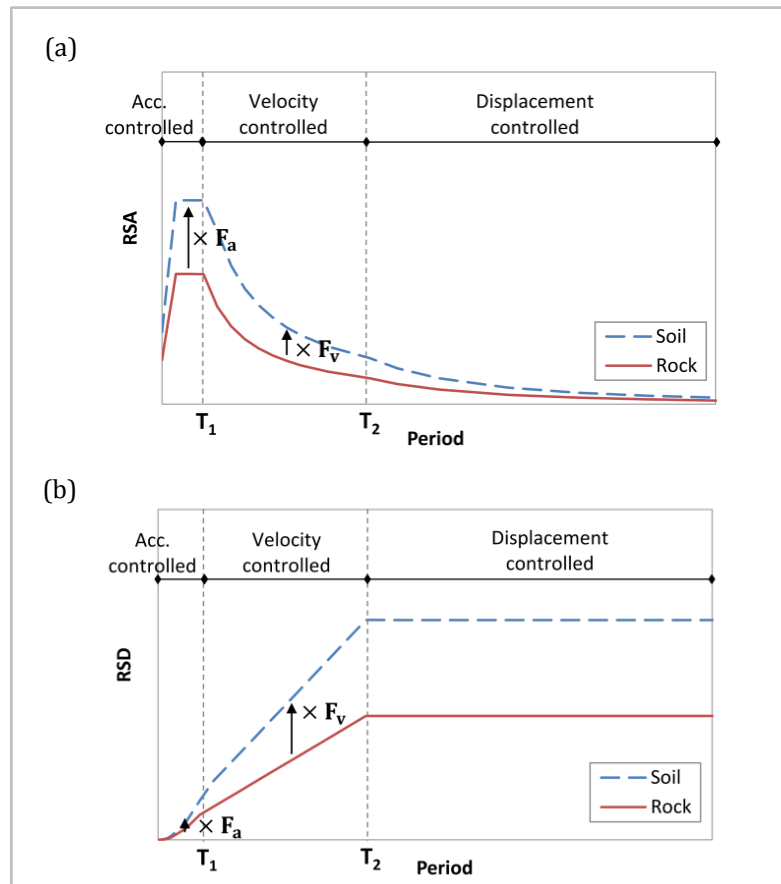 (a)
Acc.
controlled
Velocity
controlled
Displacement
controlled
RSA
× Fa
× Fv
Soil
Rock
T1
T2
Period
(b)
Acc.
controlled
Velocity
controlled
Displacement
controlled
RSD
× Fv
× Fa
Soil
Rock
T1
T2
Period